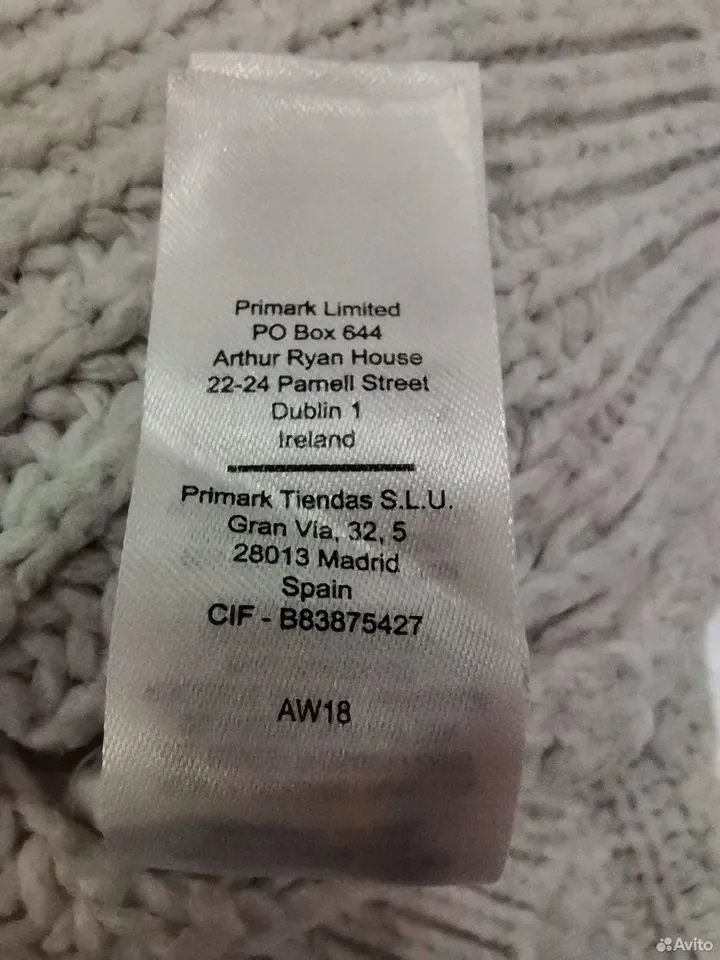 Primark Limited
PO Box 644
Arthur Ryan House
22-24 Parnell Street
Dublin 1
Ireland
Primark Tiendas S.L.U.
Gran Via, 32, 5
28013 Madrid
Spain
CIF - B83875427
AW18
Avito